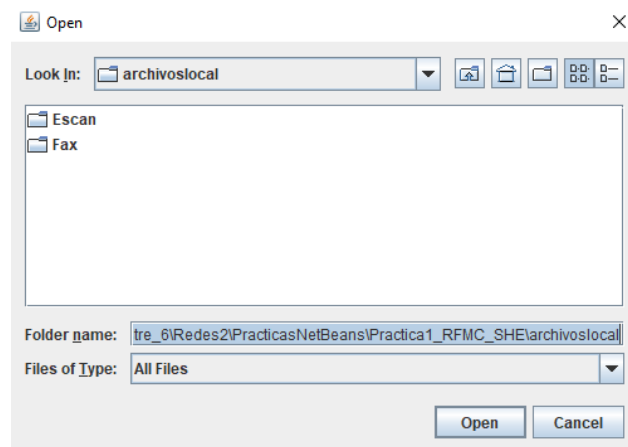 Open
Look In: archivoslocal
Escan
Fax
Folder name: tre_6\Redes2\PracticasNetBeans\Practica1_RFMC_SHE\archivoslocal
Files of Type: All Files
Open Cancel